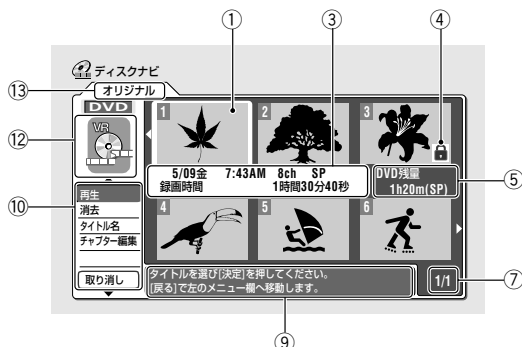 ① ③ ④
ディスクナビ
⑬ オリジナル
DVD
⑫ VR
1 2 3
5/09金 7:43AM 8ch SP
録画時間 1時間30分40秒
DVD残量
1h20m(SP)
⑤
⑩
再生
消去
タイトル名
チャプター編集
取り消し
4 5 6
タイトルを選び[決定]を押してください。
[戻る]で左のメニュー欄へ移動します。
1/1
⑦
⑨